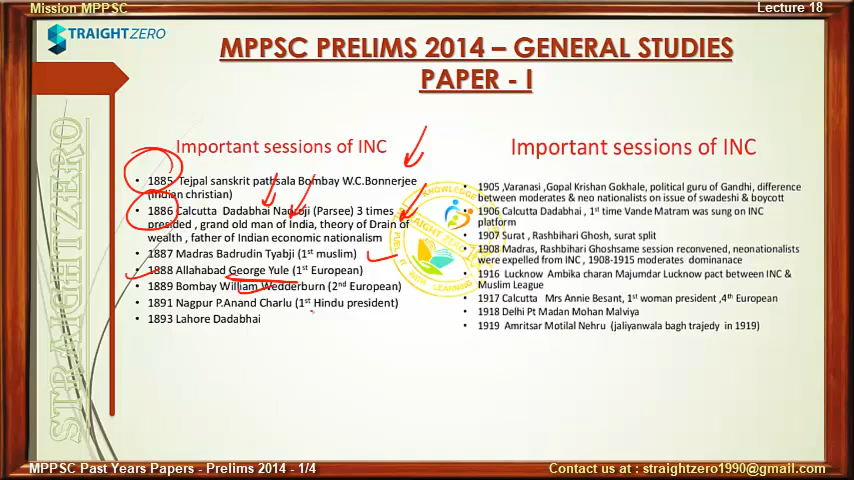 Mission MPPSC
Lecture 18
STRAIGHTZERO
MPPSC PRELIMS 2014 – GENERAL STUDIES
PAPER - I
Important sessions of INC
• 1885 Tejpal sanskrit pathsala Bombay W.C.Bonnerjee
(Indian christian)
• 1886 Calcutta Dadabhai Naoroji (Parsee) 3 times
presided , grand old man of India, theory of Drain of
wealth , father of Indian economic nationalism
• 1887 Madras Badrudin Tyabji (1st muslim)
• 1888 Allahabad George Yule (1st European)
• 1889 Bombay William Wedderburn (2nd European)
• 1891 Nagpur P.Anand Charlu (1st Hindu president)
• 1893 Lahore Dadabhai
Important sessions of INC
• 1905 ,Varanasi ,Gopal Krishan Gokhale, political guru of Gandhi, difference
between moderates & neo nationalists on issue of swadeshi & boycott
• 1906 Calcutta Dadabhai , 1st time Vande Matram was sung on INC
platform
• 1907 Surat , Rashbihari Ghosh, surat split
• 1908 Madras, Rashbihari Ghoshsame session reconvened, neonationalists
were expelled from INC , 1908-1915 moderates dominanace
• 1916 Lucknow Ambika charan Majumdar Lucknow pact between INC &
Muslim League
• 1917 Calcutta Mrs Annie Besant, 1st woman president ,4th European
• 1918 Delhi Pt Madan Mohan Malviya
• 1919 Amritsar Motilal Nehru (jaliyanwala bagh trajedy in 1919)
STRAIGHTZERO
MPPSC Past Years Papers - Prelims 2014 - 1/4
Contact us at : straightzero1990@gmail.com